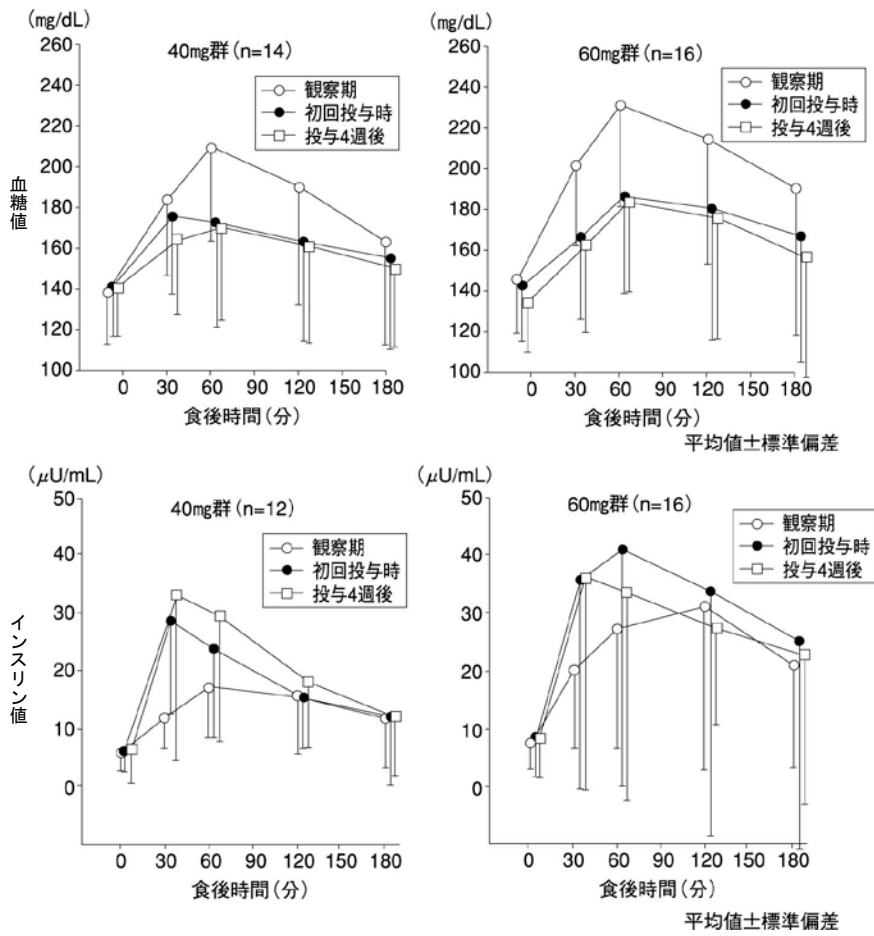 (mg/dL)
40㎎群(n=14)
260
240
220
200
180
160
140
120
100
血糖値
観察期
初回投与時
投与4週後
0 30 60 90 120 150 180
食後時間(分)
(mg/dL)
60㎎群(n=16)
260
240
220
200
180
160
140
120
100
観察期
初回投与時
投与4週後
0 30 60 90 120 150 180
食後時間(分)
平均値±標準偏差
(μU/mL)
40㎎群(n=12)
50
40
30
20
10
0
インスリン値
観察期
初回投与時
投与4週後
0 30 60 90 120 150 180
食後時間(分)
(μU/mL)
60㎎群(n=16)
50
40
30
20
10
0
観察期
初回投与時
投与4週後
0 30 60 90 120 150 180
食後時間(分)
平均値±標準偏差